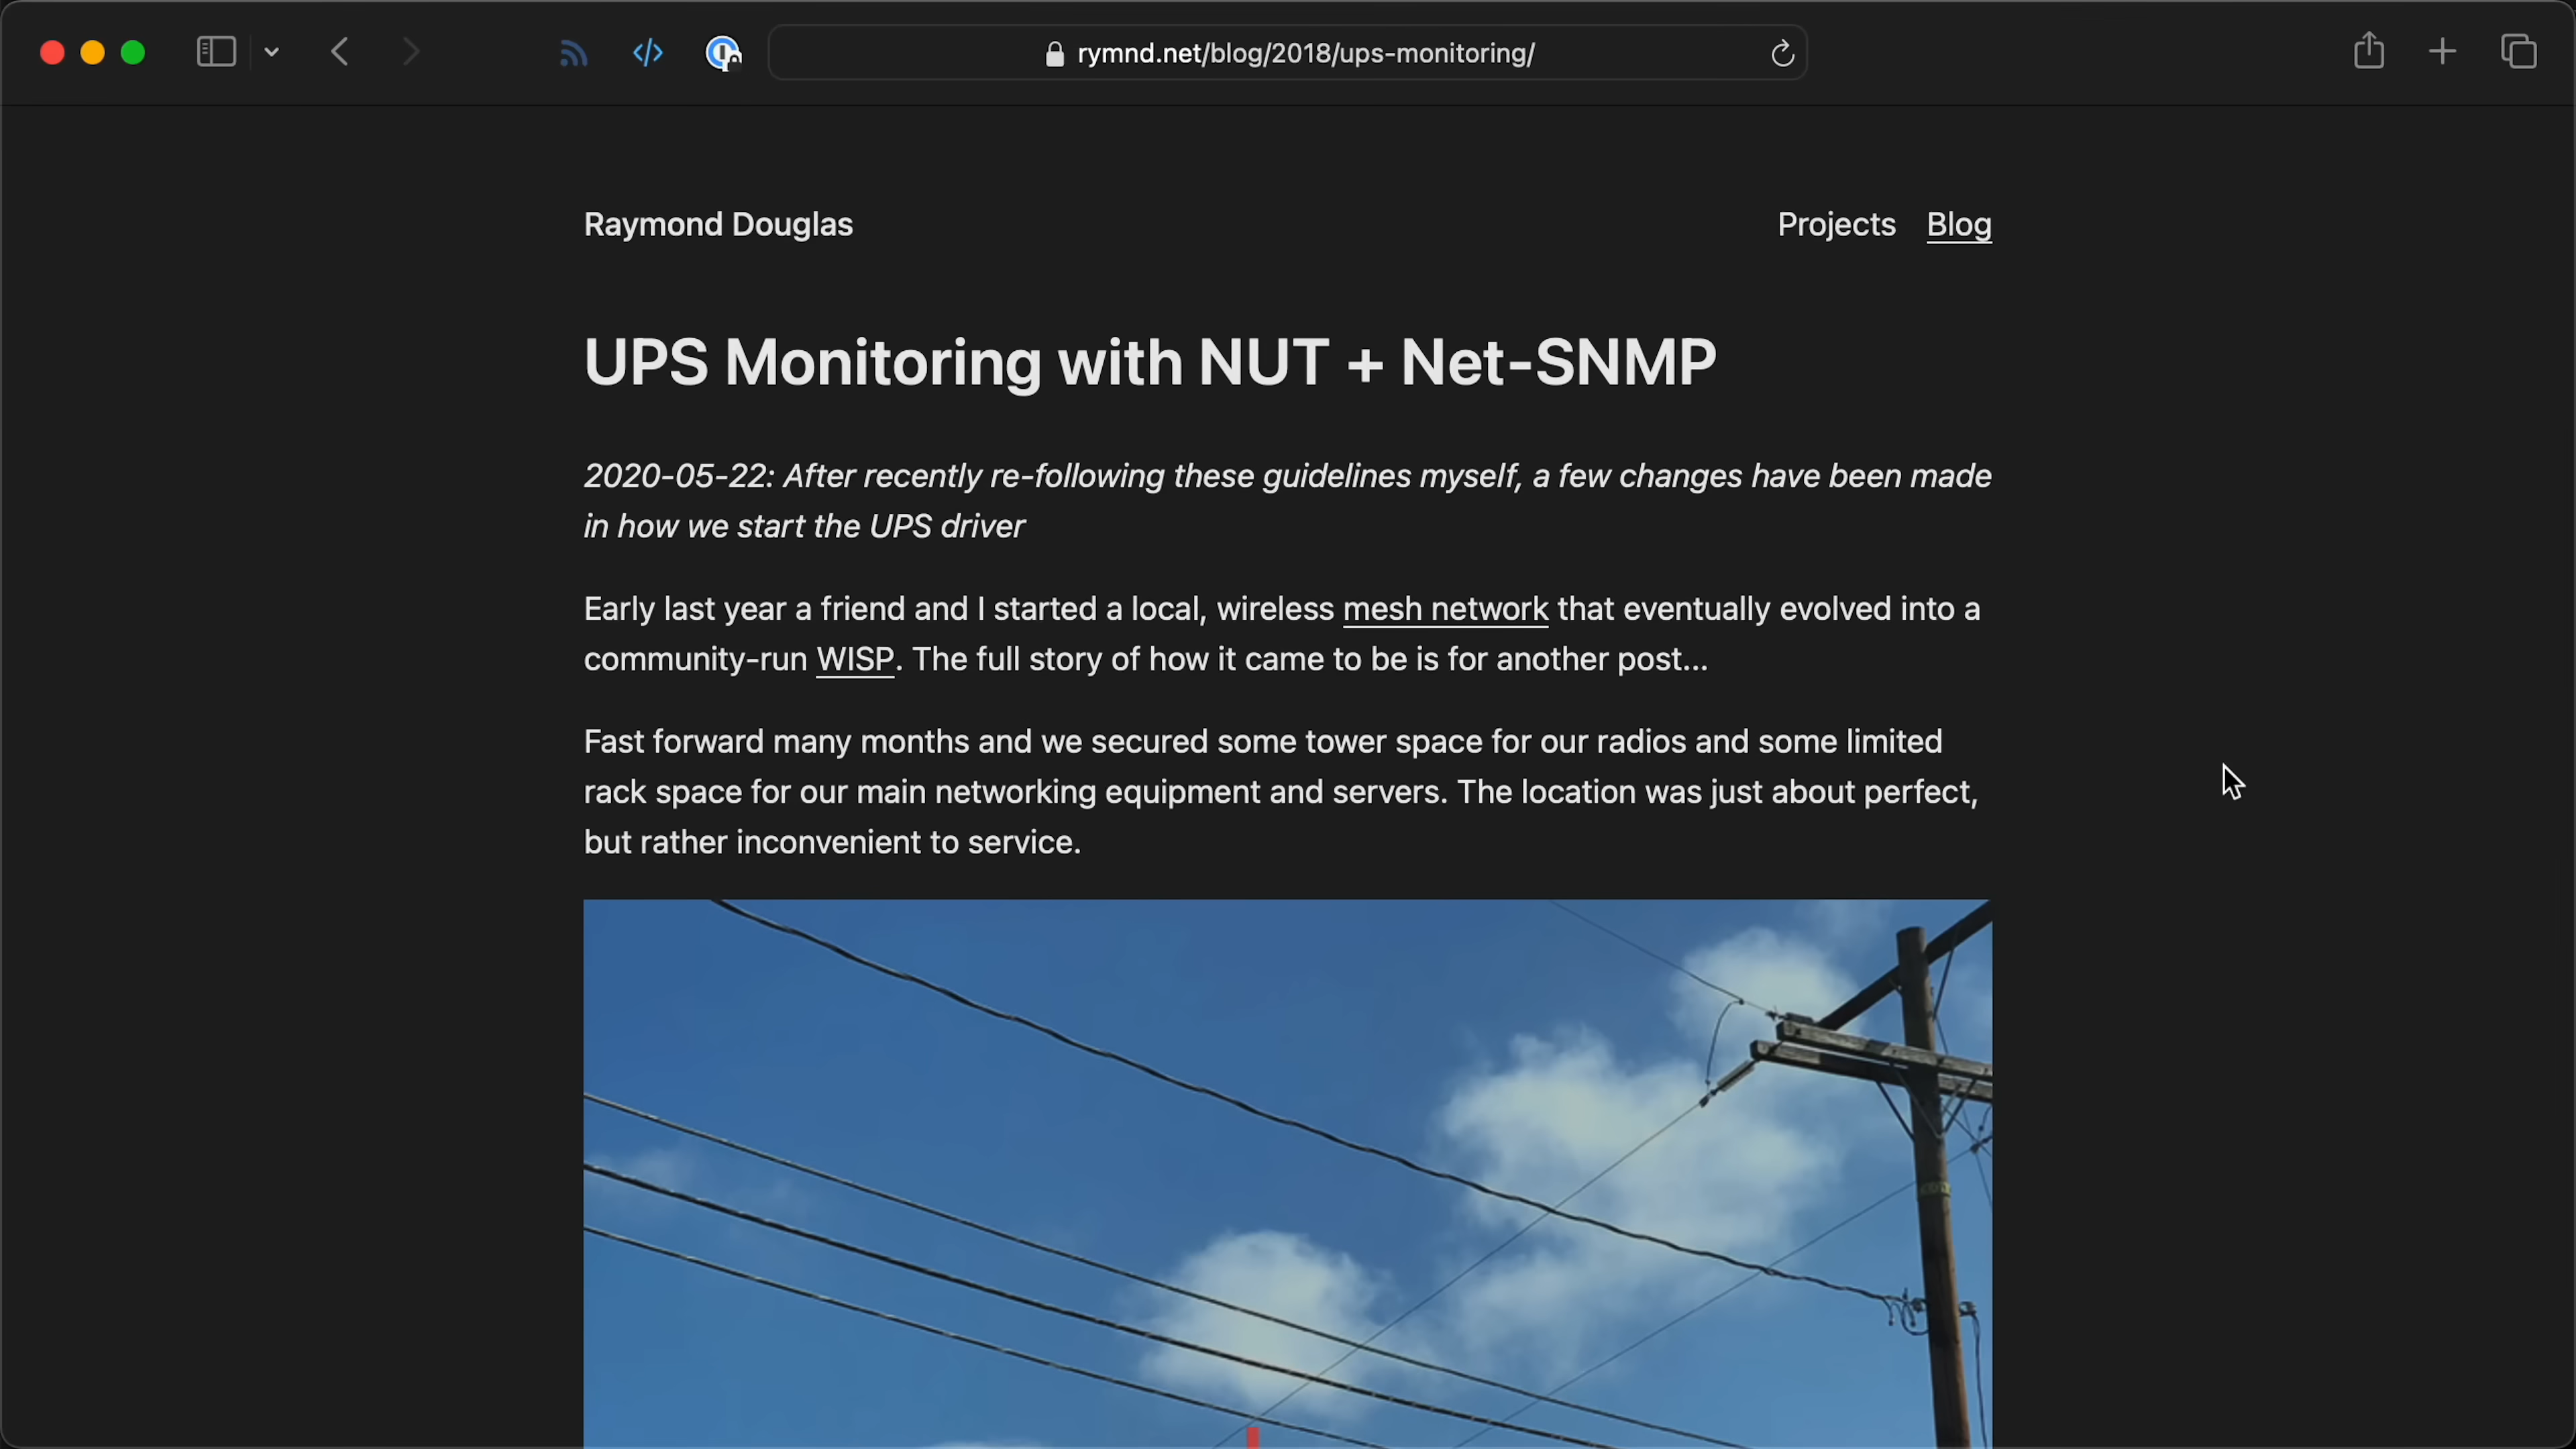 rymnd.net/blog/2018/ups-monitoring/
Raymond Douglas
Projects Blog
UPS Monitoring with NUT + Net-SNMP
2020-05-22: After recently re-following these guidelines myself, a few changes have been made
in how we start the UPS driver
Early last year a friend and I started a local, wireless mesh network that eventually evolved into a
community-run WISP. The full story of how it came to be is for another post...
Fast forward many months and we secured some tower space for our radios and some limited
rack space for our main networking equipment and servers. The location was just about perfect,
but rather inconvenient to service.